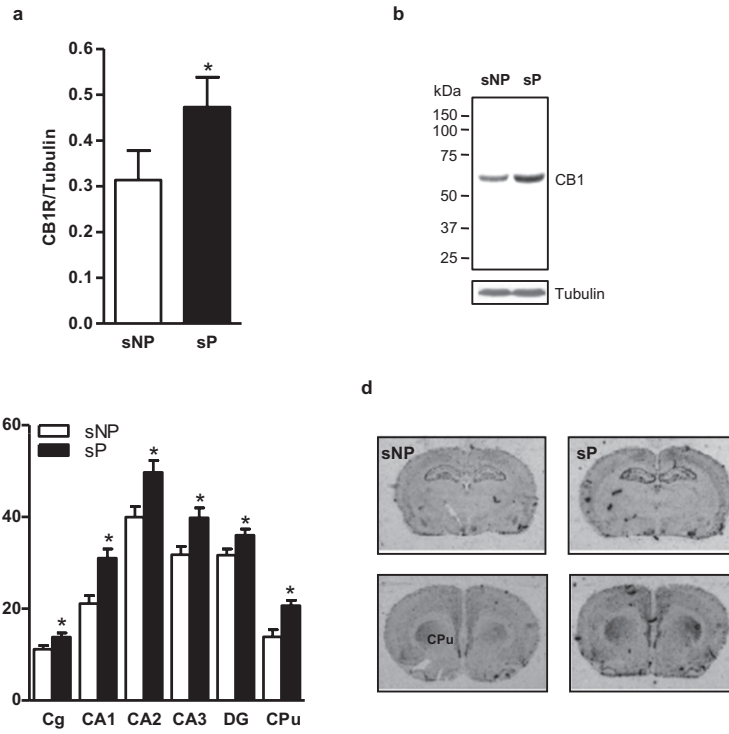 a
CB1R/Tubulin
0.6
0.5
0.4
0.3
0.2
0.1
0.0
*
sNP sP
b
sNP sP
kDa
150
100
75
50
37
25
CB1
Tubulin
60
40
20
0
sNP
sP
* * * * * *
Cg CA1 CA2 CA3 DG CPu
d
sNP sP
CPu